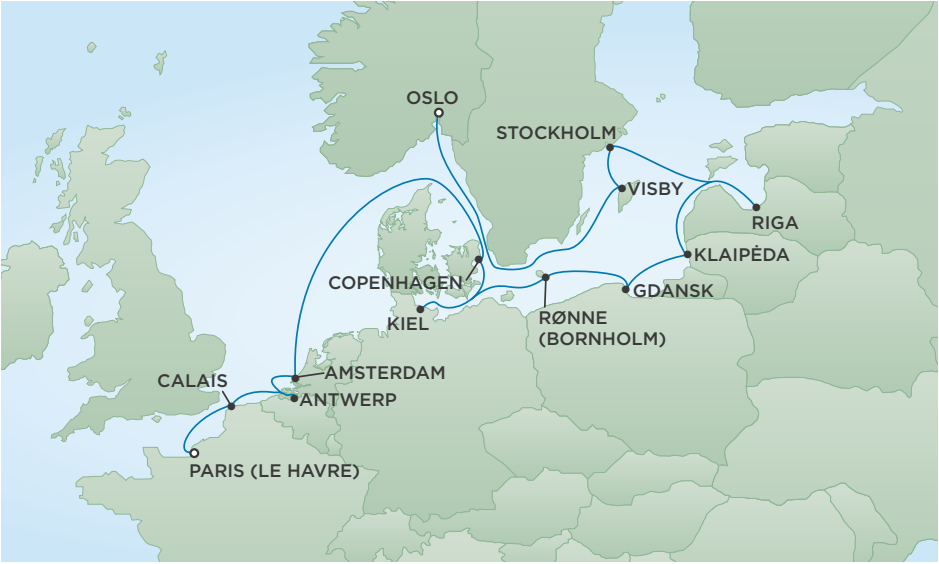 OSLO
STOCKHOLM
VISBY
RIGA
KLAIPĖDA
COPENHAGEN
GDANSK
KIEL
RØNNE
(BORNHOLM)
AMSTERDAM
CALAIS
ANTWERP
PARIS (LE HAVRE)